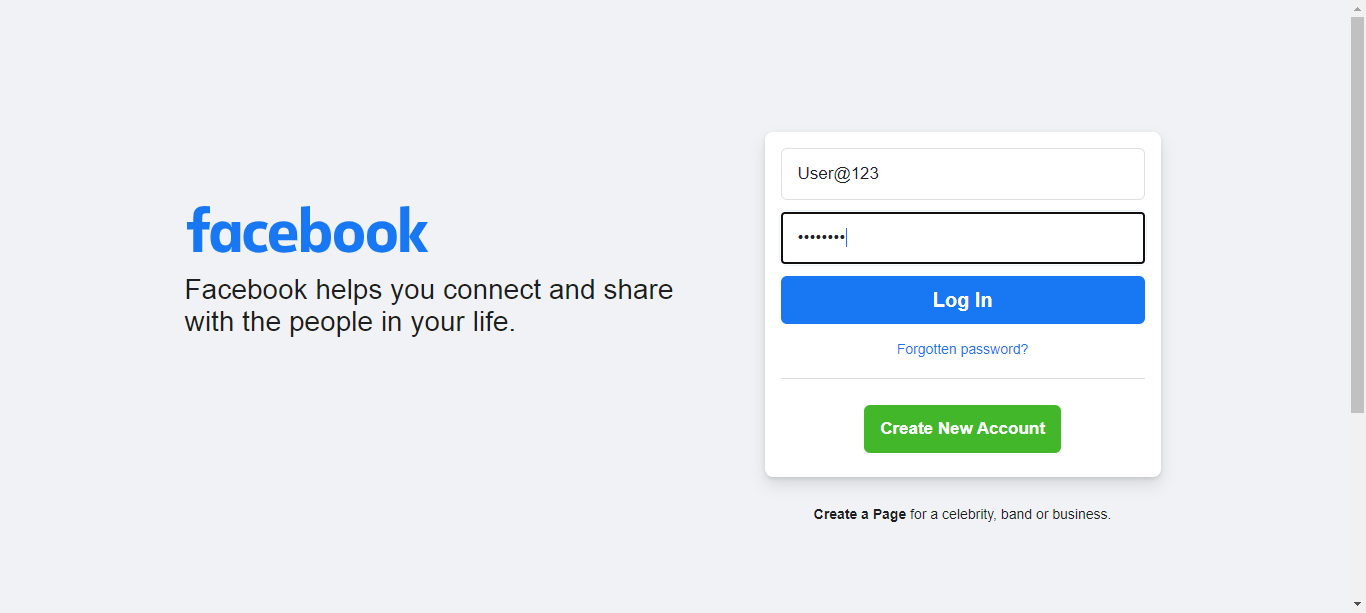 facebook
Facebook helps you connect and share
with the people in your life.
User@123
••••••••
Log In
Forgotten password?
Create New Account
Create a Page for a celebrity, band or business.